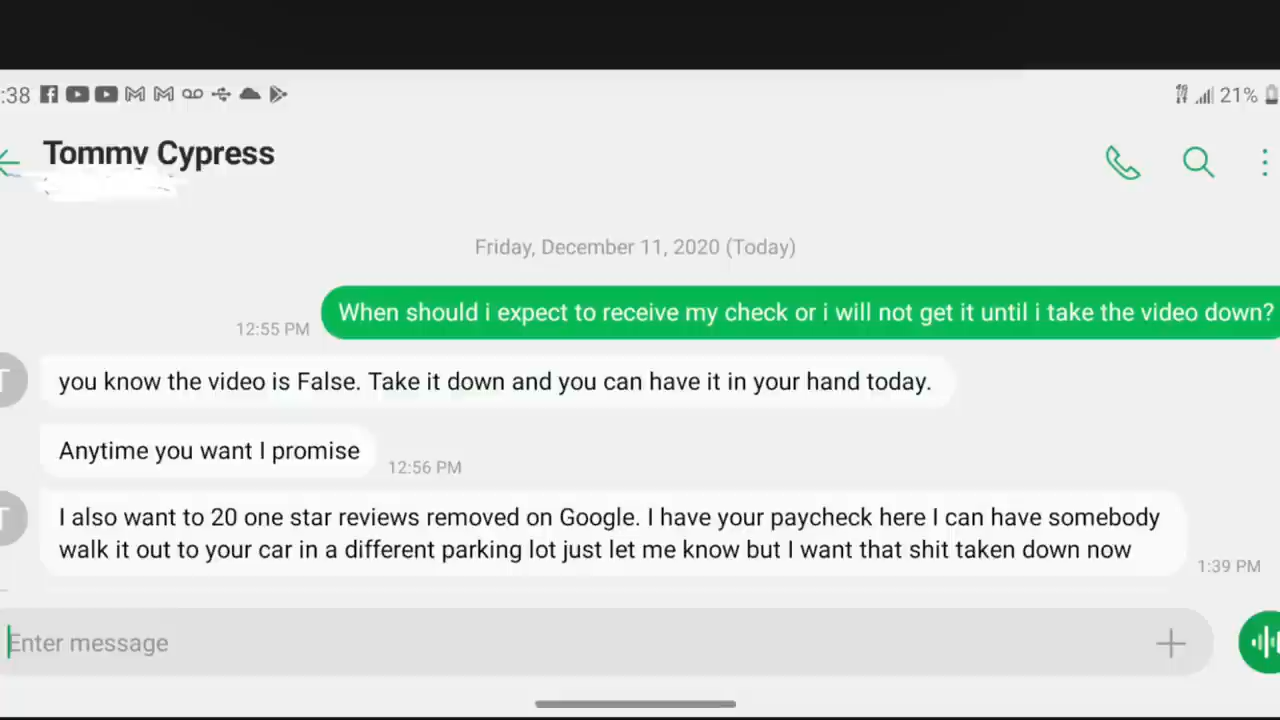 :38 21%
Tommy Cypress
Friday, December 11, 2020 (Today)
When should i expect to receive my check or i will not get it until i take the video down?
12:55 PM
T
you know the video is False. Take it down and you can have it in your hand today.
Anytime you want I promise
12:56 PM
T
I also want to 20 one star reviews removed on Google. I have your paycheck here I can have somebody
walk it out to your car in a different parking lot just let me know but I want that shit taken down now
1:39 PM
Enter message